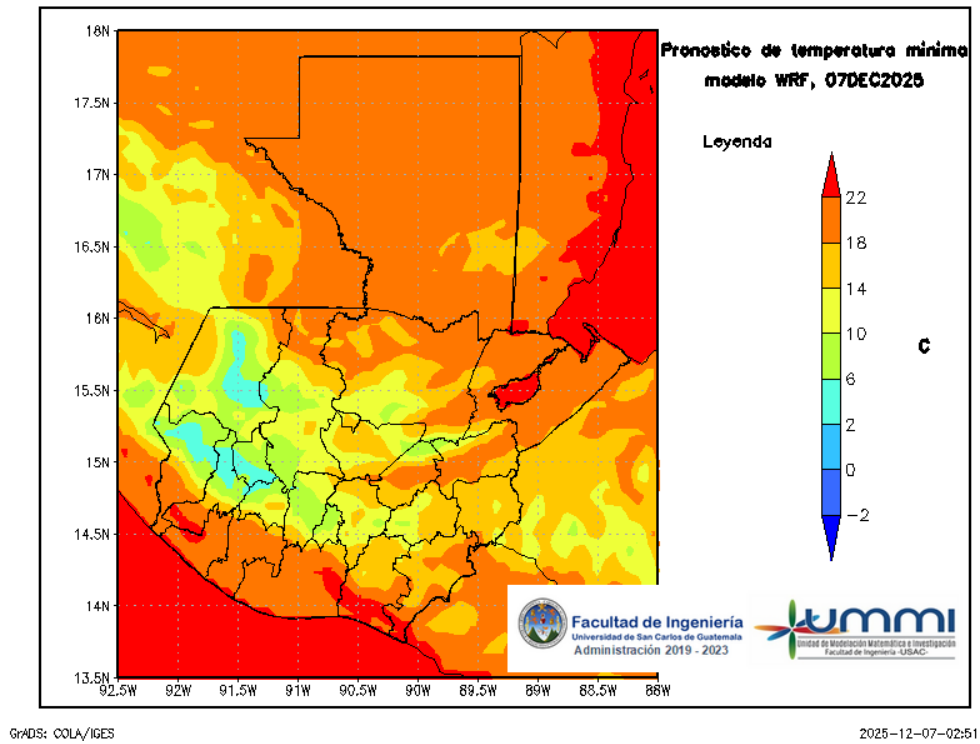 Pronostico de temperatura minima
modelo WRF, 07DEC2025
Leyenda
22
18
14
10
6
2
0
-2
C
18N
17.5N
17N
16.5N
16N
15.5N
15N
14.5N
14N
13.5N
92.5W
92W
91.5W
91W
90.5W
90W
89.5W
89W
88.5W
88W
Facultad de Ingeniería
Universidad de San Carlos de Guatemala
Administración 2019 - 2023
ummi
Unidad de Modelación Matemática e Investigación
Facultad de Ingeniería -USAC-
GrADS: COLA/IGES
2025-12-07-02:51